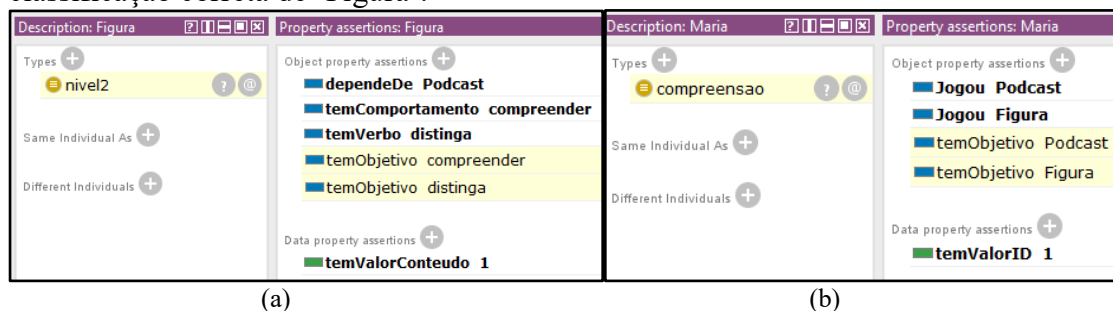 classificação correta de "Figura".
Description: Figura
Types
nivel2
Same Individual As
Different Individuals
Property assertions: Figura
Object property assertions
dependeDe Podcast
temComportamento compreender
temVerbo distinga
temObjetivo compreender
temObjetivo distinga
Data property assertions
temValorConteudo 1
(a)
Description: Maria
Types
compreensao
Same Individual As
Different Individuals
Property assertions: Maria
Object property assertions
Jogou Podcast
Jogou Figura
temObjetivo Podcast
temObjetivo Figura
Data property assertions
temValorID 1
(b)